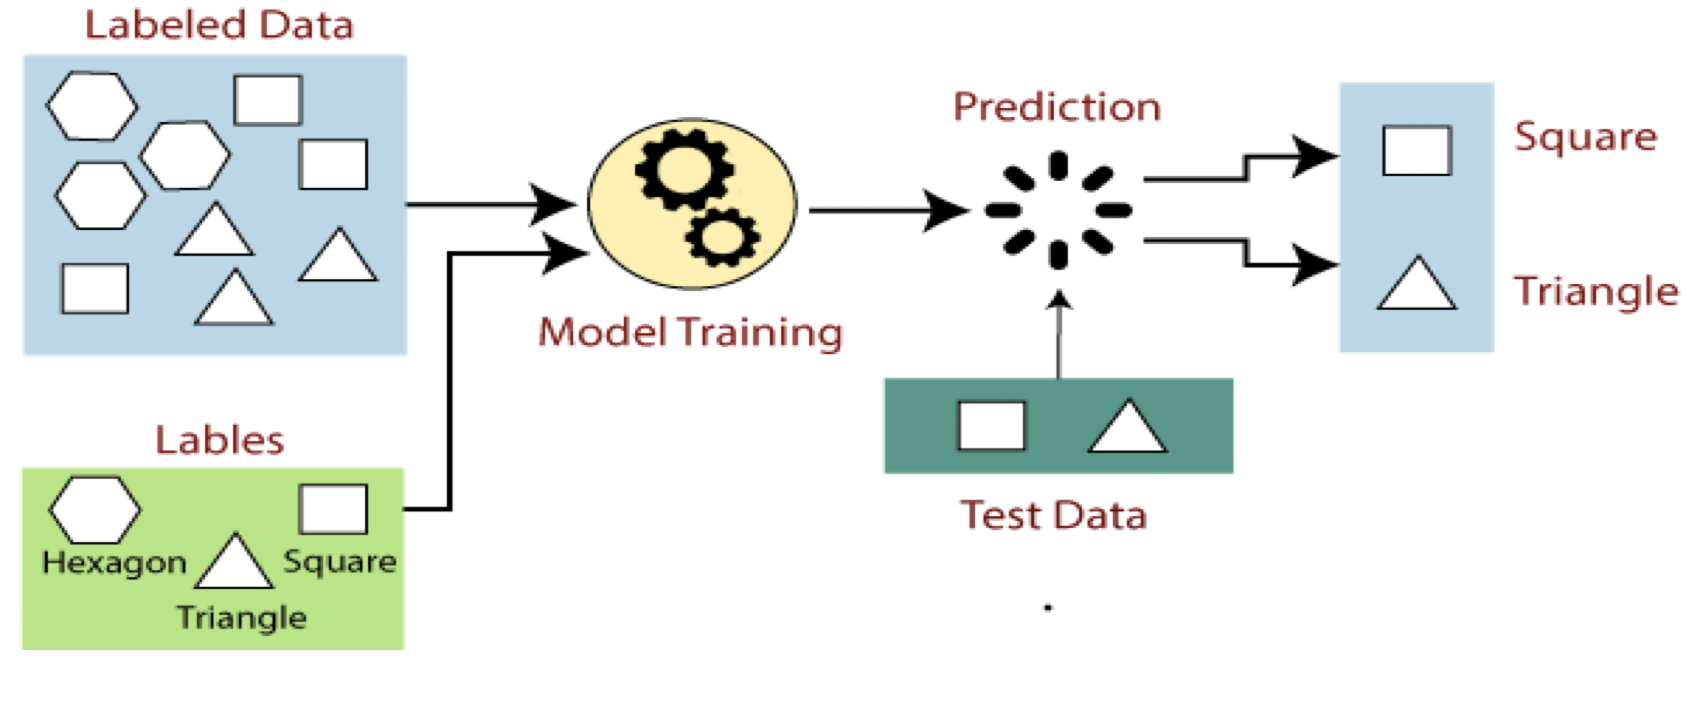 Labeled Data
Prediction
Square
Triangle
Model Training
Lables
Hexagon
Square
Triangle
Test Data